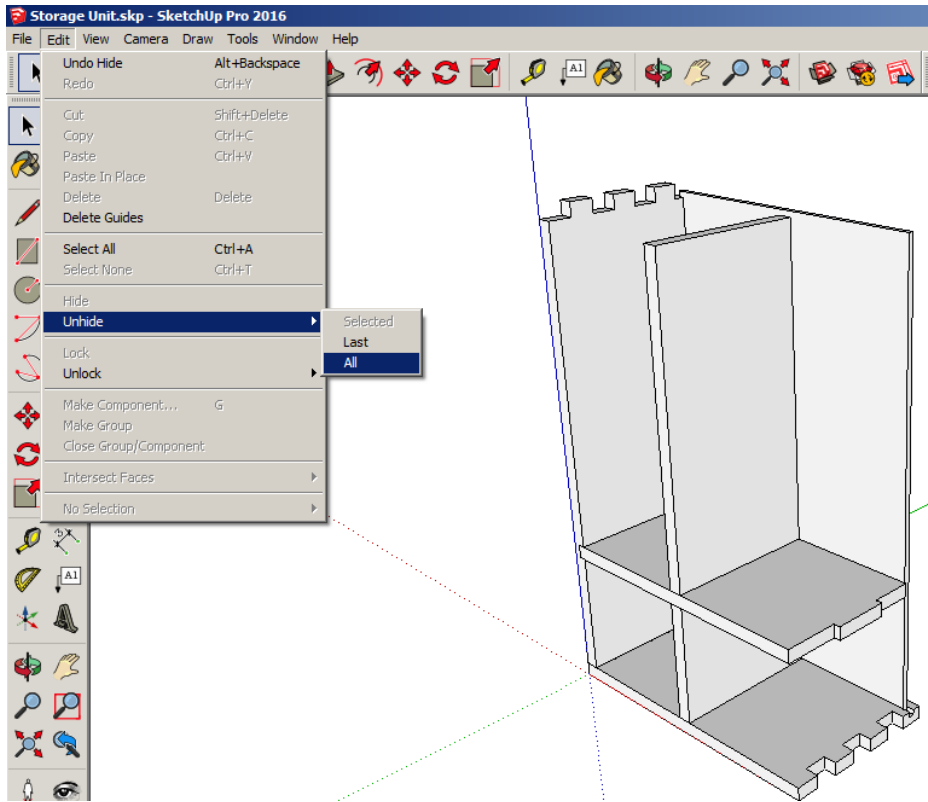 Storage Unit.skp - SketchUp Pro 2016
File Edit View Camera Draw Tools Window Help
Undo Hide Alt+Backspace
Redo Ctrl+Y
Cut Shift+Delete
Copy Ctrl+C
Paste Ctrl+V
Paste In Place
Delete Delete
Delete Guides
Select All Ctrl+A
Select None Ctrl+T
Hide
Unhide
Selected
Last
All
Lock
Unlock
Make Component... G
Make Group
Close Group/Component
Intersect Faces
No Selection
A1
A1